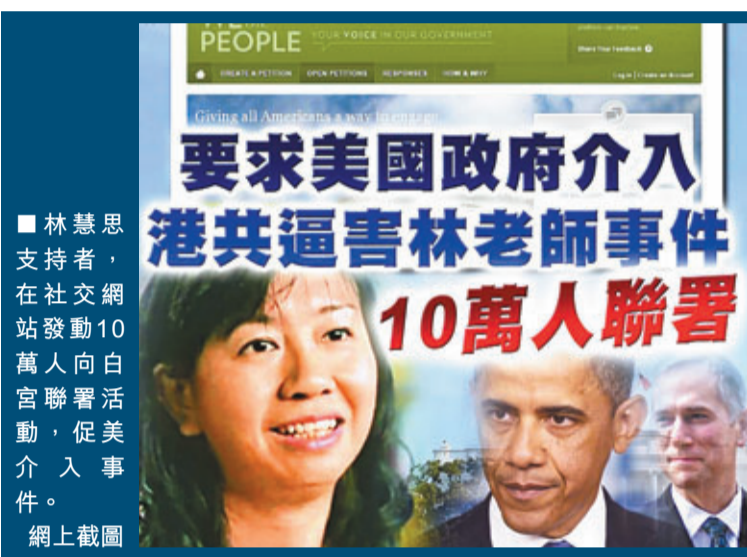 PEOPLE YOUR VOICE IN OUR GOVERNMENT
Share Your Feedback
CREATE A PETITION OPEN PETITIONS RESPONSES HOW & WHY
Log In | Create an Account
Giving all Americans a way to engage
要求美國政府介入
港共逼害林老師事件
10萬人聯署
■林慧思
支持者，
在社交網
站發動10
萬人向白
宮聯署活
動，促美
介入事
件。
網上截圖